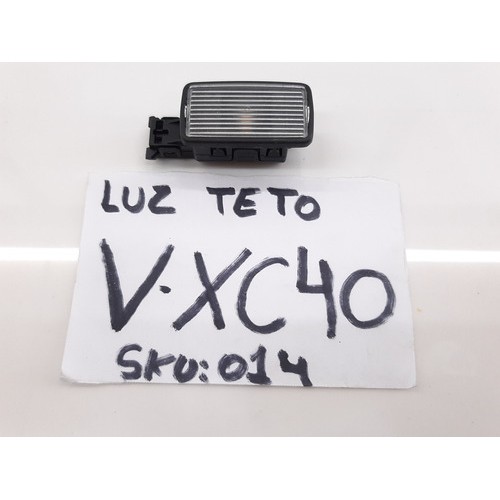 LUZ TETO
V·XC40
SKU:014